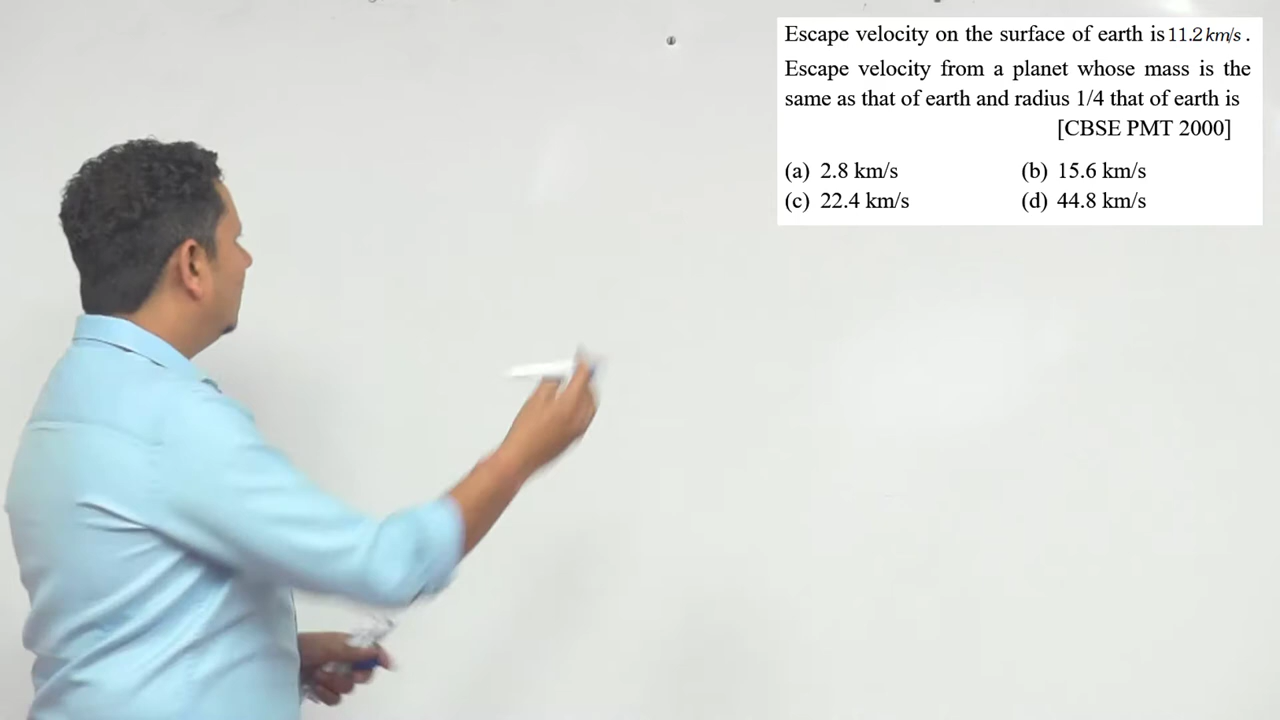 Escape velocity on the surface of earth is 11.2 km/s.
Escape velocity from a planet whose mass is the
same as that of earth and radius 1/4 that of earth is
[CBSE PMT 2000]
(a) 2.8 km/s (b) 15.6 km/s
(c) 22.4 km/s (d) 44.8 km/s